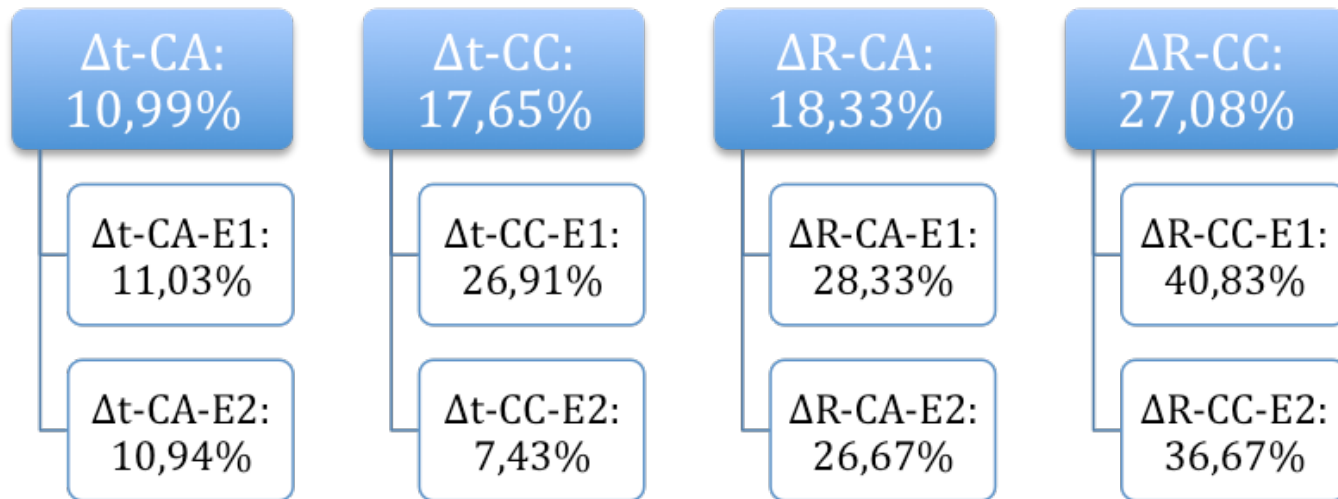 Δt-CA:
10,99%
Δt-CA-E1:
11,03%
Δt-CA-E2:
10,94%
Δt-CC:
17,65%
Δt-CC-E1:
26,91%
Δt-CC-E2:
7,43%
ΔR-CA:
18,33%
ΔR-CA-E1:
28,33%
ΔR-CA-E2:
26,67%
ΔR-CC:
27,08%
ΔR-CC-E1:
40,83%
ΔR-CC-E2:
36,67%